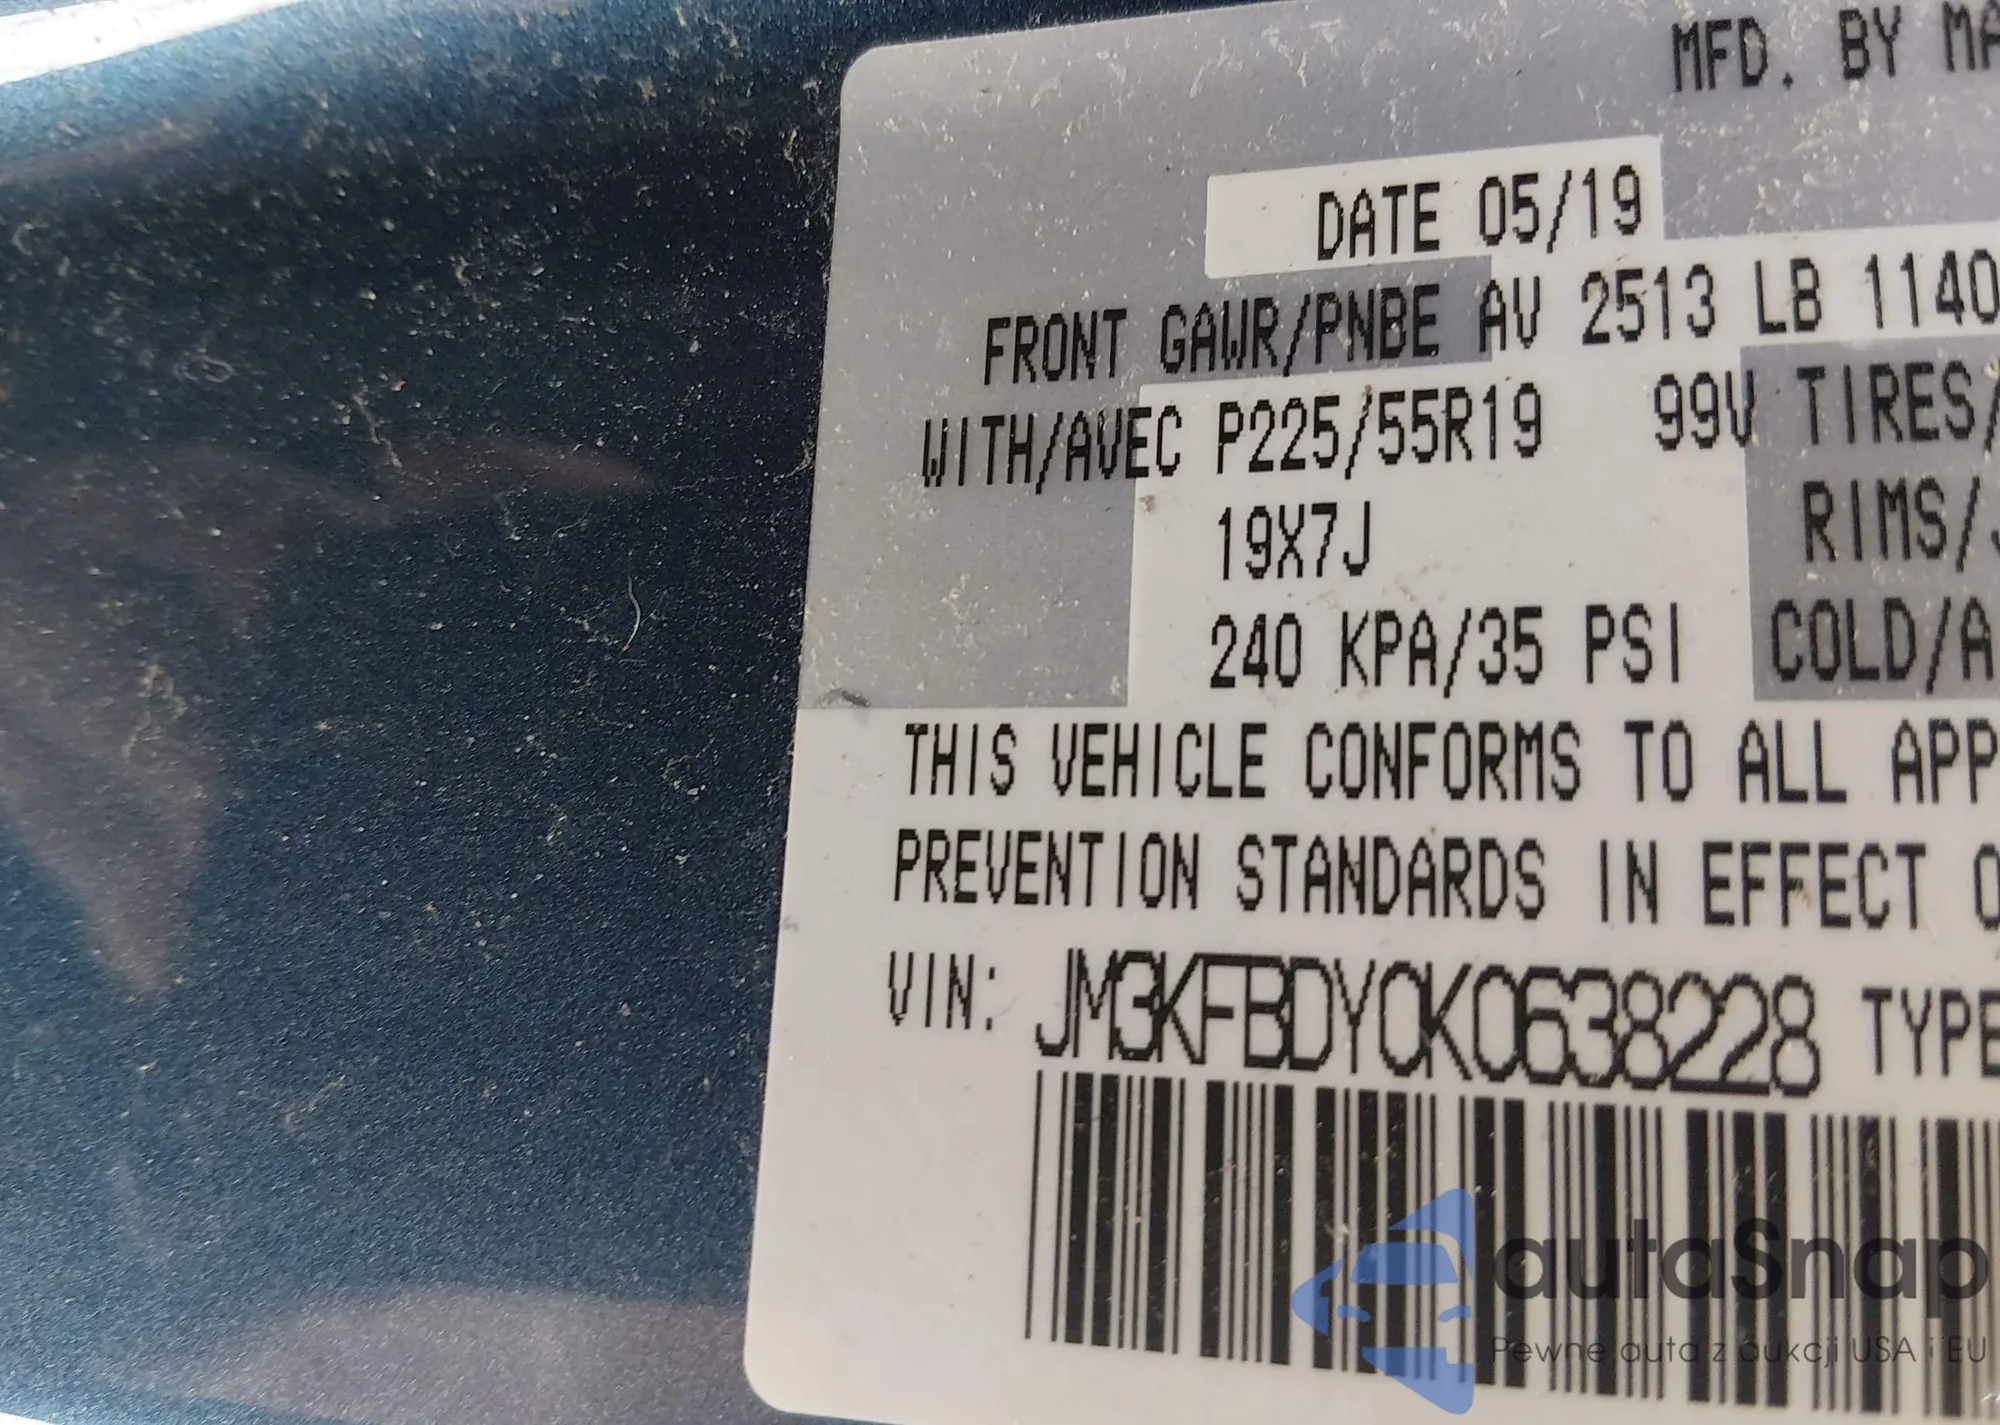 MFD. BY MA
DATE 05/19
FRONT GAWR/PNBE AV 2513 LB 1140
WITH/AVEC P225/55R19 99V TIRES/
19X7J RIMS/J
240 KPA/35 PSI COLD/A
THIS VEHICLE CONFORMS TO ALL APP
PREVENTION STANDARDS IN EFFECT O
VIN: JM3KFBDY0K0638228 TYPE
autaSnap
Pewne auta z aukcji USA i EU